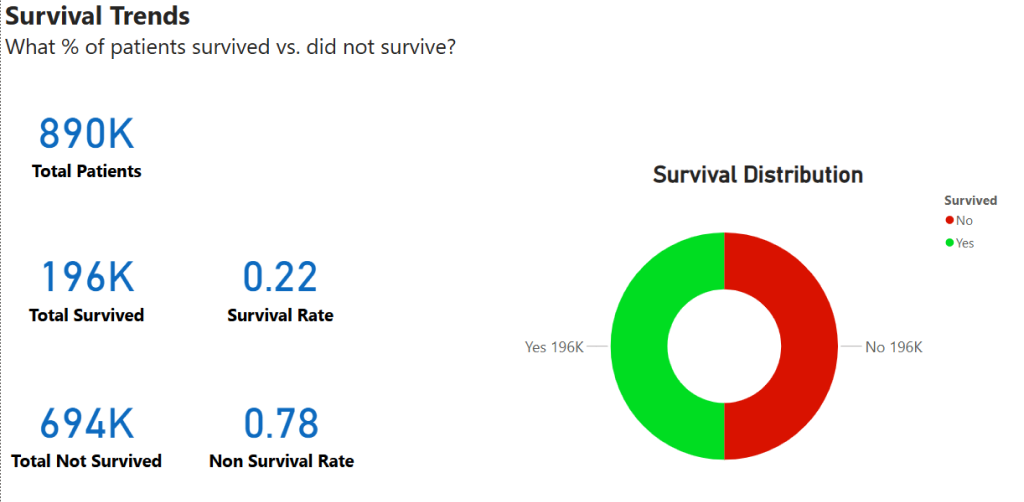 Survival Trends
What % of patients survived vs. did not survive?
890K
Total Patients
196K
Total Survived
0.22
Survival Rate
694K
Total Not Survived
0.78
Non Survival Rate
Survival Distribution
Survived
No
Yes
Yes 196K
No 196K